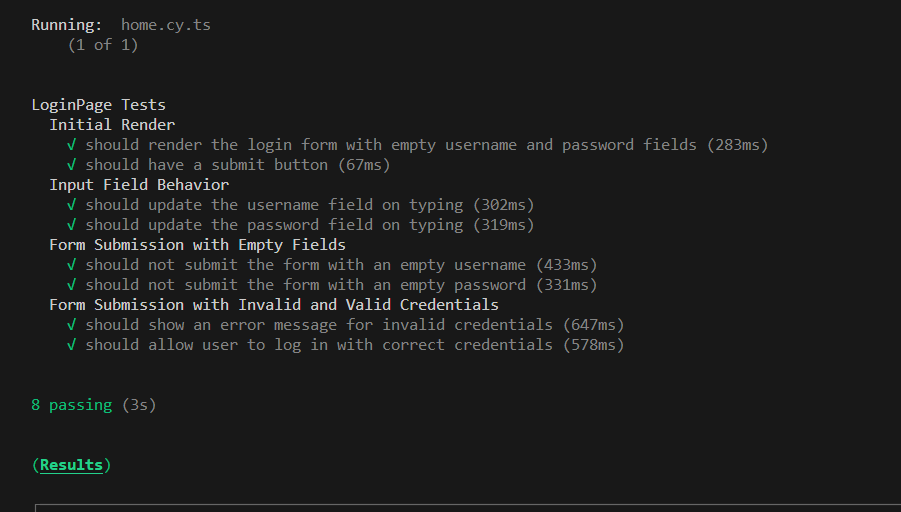 Running:  home.cy.ts
(1 of 1)
LoginPage Tests
Initial Render
√ should render the login form with empty username and password fields (283ms)
√ should have a submit button (67ms)
Input Field Behavior
√ should update the username field on typing (302ms)
√ should update the password field on typing (319ms)
Form Submission with Empty Fields
√ should not submit the form with an empty username (433ms)
√ should not submit the form with an empty password (331ms)
Form Submission with Invalid and Valid Credentials
√ should show an error message for invalid credentials (647ms)
√ should allow user to log in with correct credentials (578ms)
8 passing (3s)
(Results)